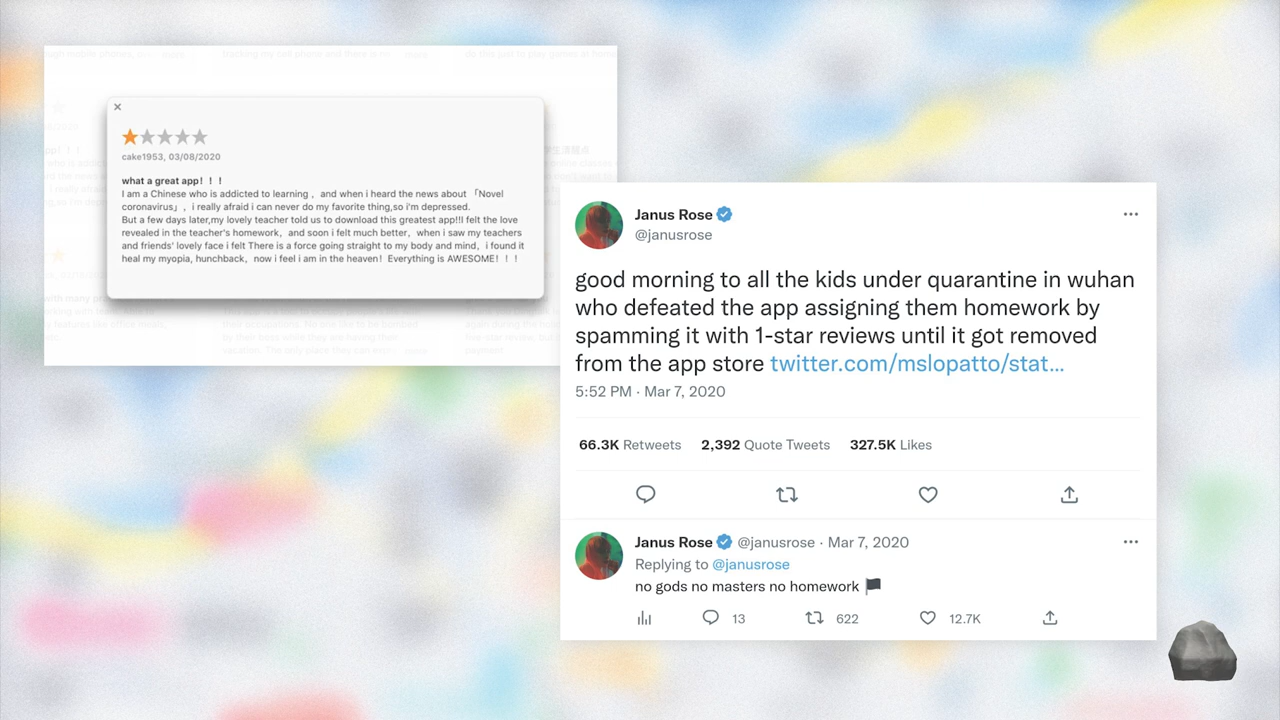 ×
cake1953, 03/08/2020
what a great app！！！
I am a Chinese who is addicted to learning ，and when i heard the news about 「Novel
coronavirus」，i really afraid i can never do my favorite thing,so i'm depressed.
But a few days later,my lovely teacher told us to download this greatest app!!I felt the love
revealed in the teacher's homework，and soon i felt much better，when i saw my teachers
and friends' lovely face i felt There is a force going straight to my body and mind，i found it
heal my myopia, hunchback，now i feel i am in the heaven！Everything is AWESOME！！！
Janus Rose
@janusrose
good morning to all the kids under quarantine in wuhan
who defeated the app assigning them homework by
spamming it with 1-star reviews until it got removed
from the app store twitter.com/mslopatto/stat...
5:52 PM · Mar 7, 2020
66.3K Retweets 2,392 Quote Tweets 327.5K Likes
Janus Rose @janusrose · Mar 7, 2020
Replying to @janusrose
no gods no masters no homework 🏴
13 622 12.7K